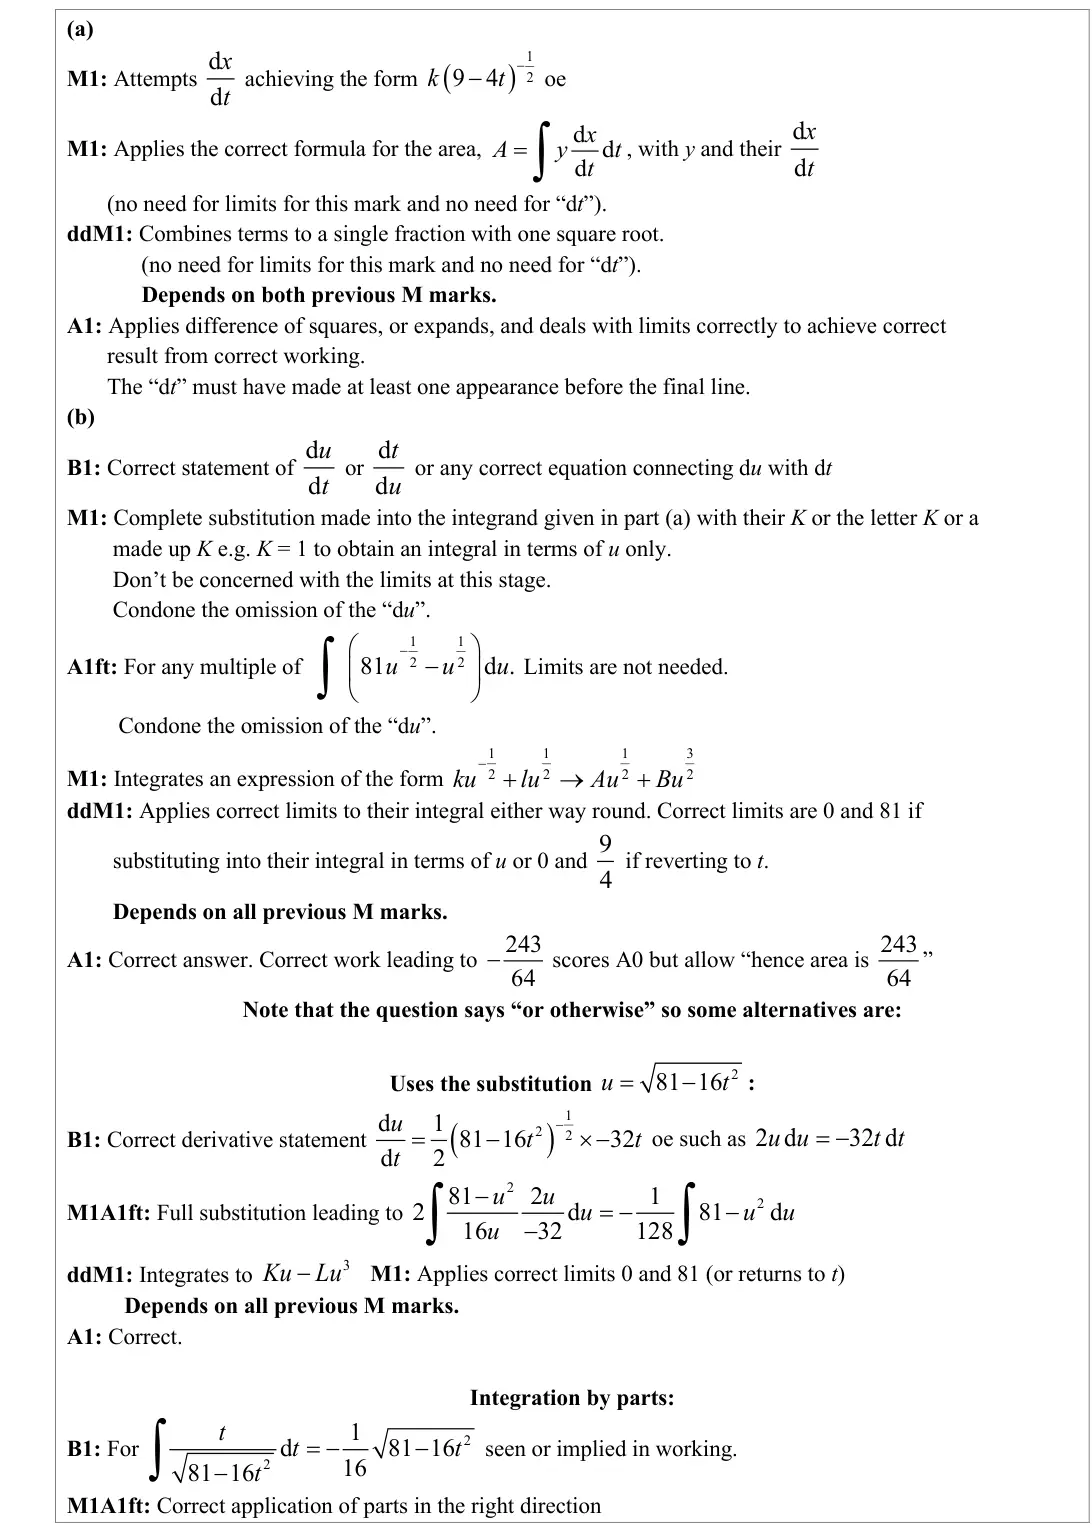 (a)
M1: Attempts dx/dt achieving the form k(9 − 4t)^(−1/2) oe
M1: Applies the correct formula for the area, A = ∫ y dx/dt dt, with y and their dx/dt
(no need for limits for this mark and no need for “dt”).
ddM1: Combines terms to a single fraction with one square root.
(no need for limits for this mark and no need for “dt”).
Depends on both previous M marks.
A1: Applies difference of squares, or expands, and deals with limits correctly to achieve correct
result from correct working.
The “dt” must have made at least one appearance before the final line.
(b)
B1: Correct statement of du/dt or dt/du or any correct equation connecting du with dt
M1: Complete substitution made into the integrand given in part (a) with their K or the letter K or a
made up K e.g. K = 1 to obtain an integral in terms of u only.
Don’t be concerned with the limits at this stage.
Condone the omission of the “du”.
A1ft: For any multiple of ∫ (81u^(−1/2) − u^(1/2)) du. Limits are not needed.
Condone the omission of the “du”.
M1: Integrates an expression of the form ku^(−1/2) + lu^(1/2) → Au^(1/2) + Bu^(3/2)
ddM1: Applies correct limits to their integral either way round. Correct limits are 0 and 81 if
substituting into their integral in terms of u or 0 and 9/4 if reverting to t.
Depends on all previous M marks.
A1: Correct answer. Correct work leading to −243/64 scores A0 but allow “hence area is 243/64”
Note that the question says “or otherwise” so some alternatives are:
Uses the substitution u = √(81−16t²) :
B1: Correct derivative statement du/dt = 1/2 (81−16t²)^(−1/2) × −32t oe such as 2u du = −32t dt
M1A1ft: Full substitution leading to 2∫ (81−u²)/(16u) 2u/(−32) du = −1/128 ∫ 81−u² du
ddM1: Integrates to Ku − Lu³ M1: Applies correct limits 0 and 81 (or returns to t)
Depends on all previous M marks.
A1: Correct.
Integration by parts:
B1: For ∫ t/√(81−16t²) dt = −1/16 √(81−16t²) seen or implied in working.
M1A1ft: Correct application of parts in the right direction